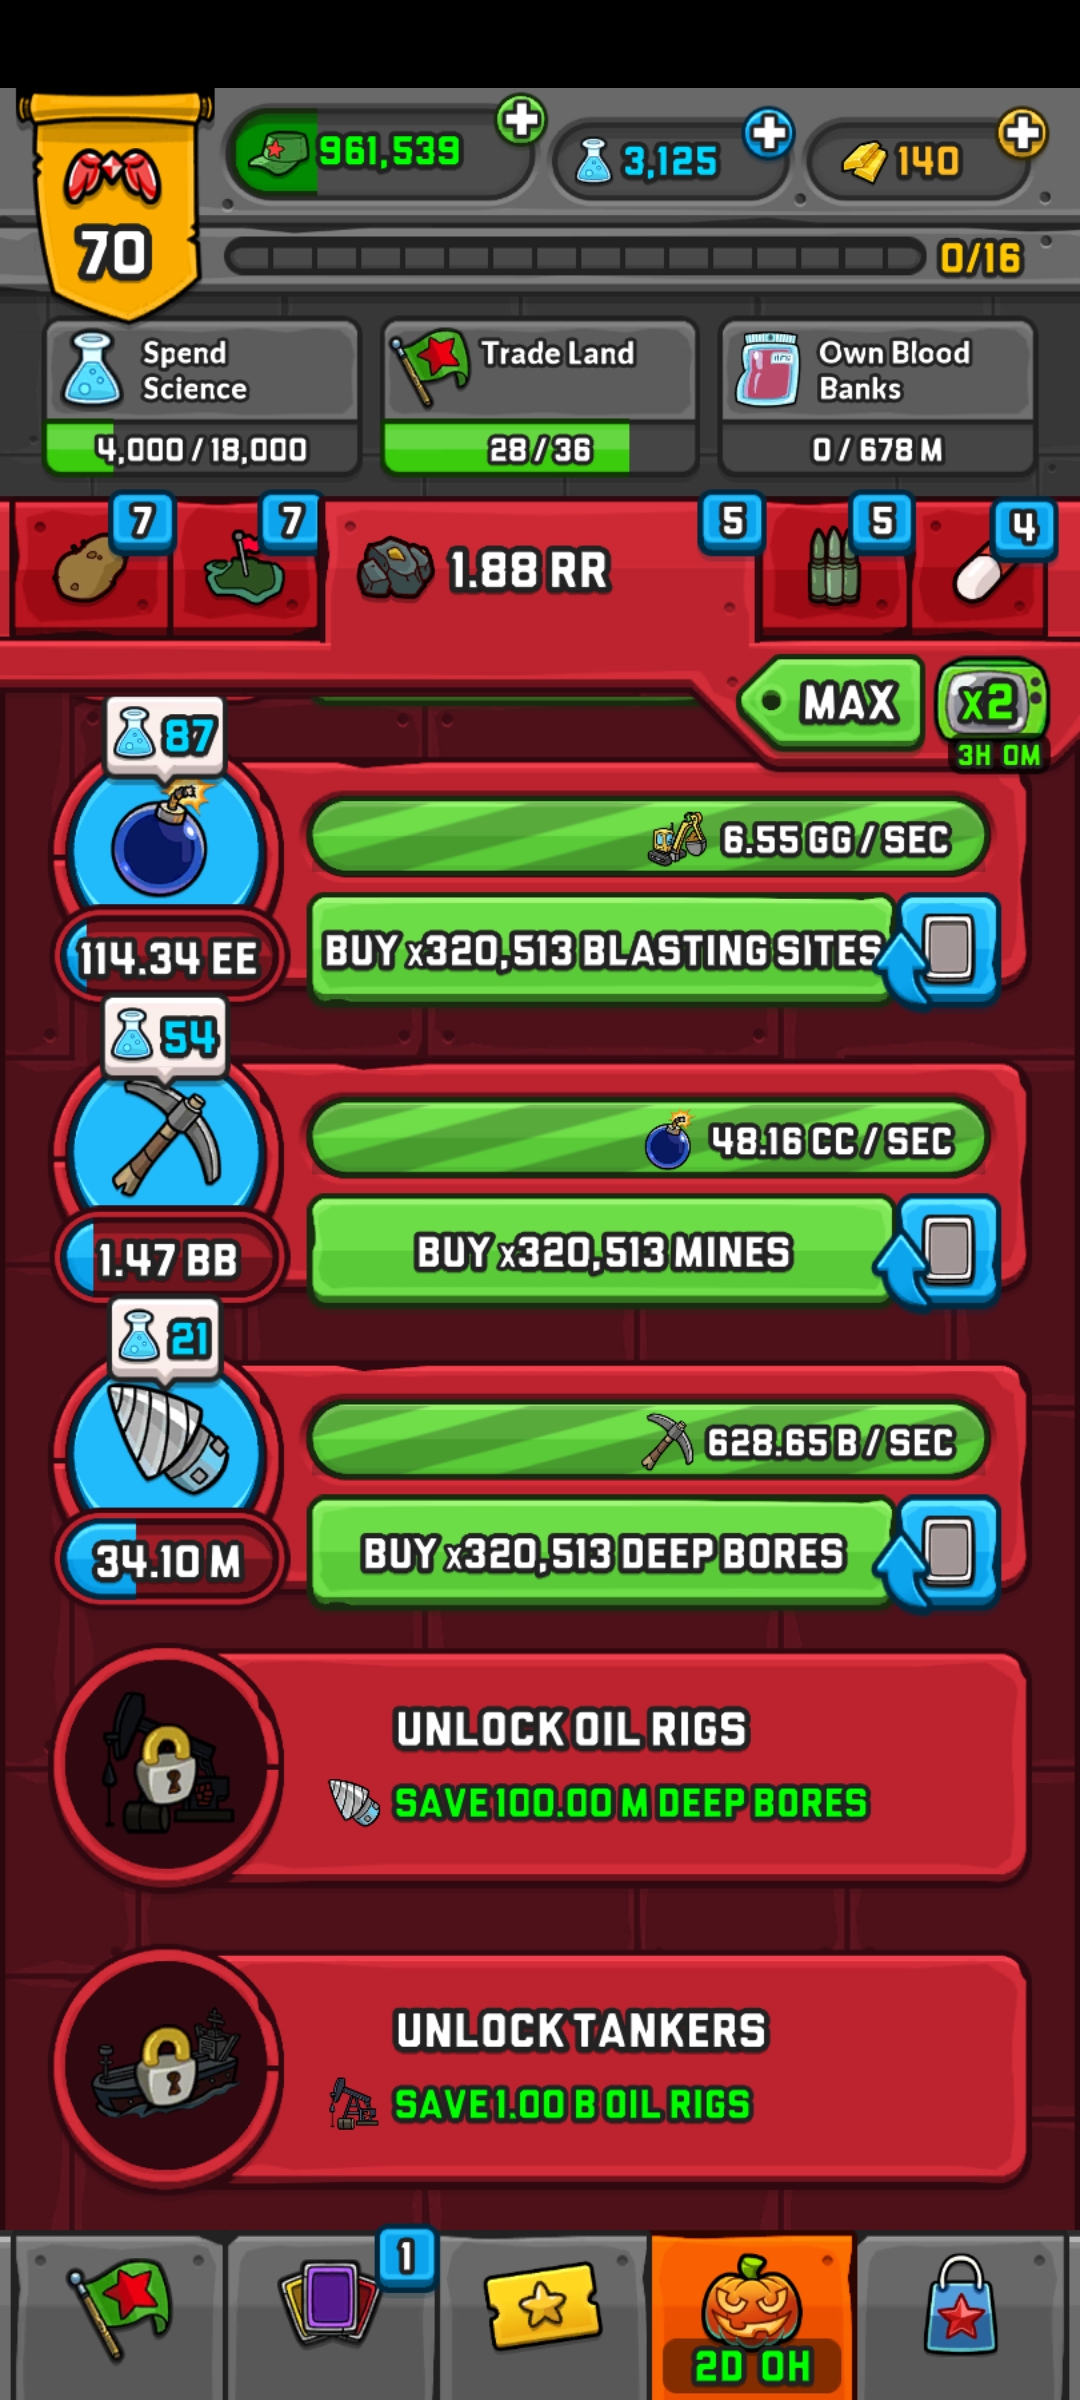 70
961,539
3,125
140
0/16
Spend
Science
4,000/18,000
Trade Land
28/36
Own Blood
Banks
0/678 M
7
7
1.88 RR
5
5
4
MAX
x2
3H 0M
87
114.34 EE
6.55 GG/SEC
BUY x320,513 BLASTING SITES
54
1.47 BB
48.16 CC/SEC
BUY x320,513 MINES
21
34.10 M
628.65 B/SEC
BUY x320,513 DEEP BORES
UNLOCK OIL RIGS
SAVE 100.00 M DEEP BORES
UNLOCK TANKERS
SAVE 1.00 B OIL RIGS
1
2D 0H